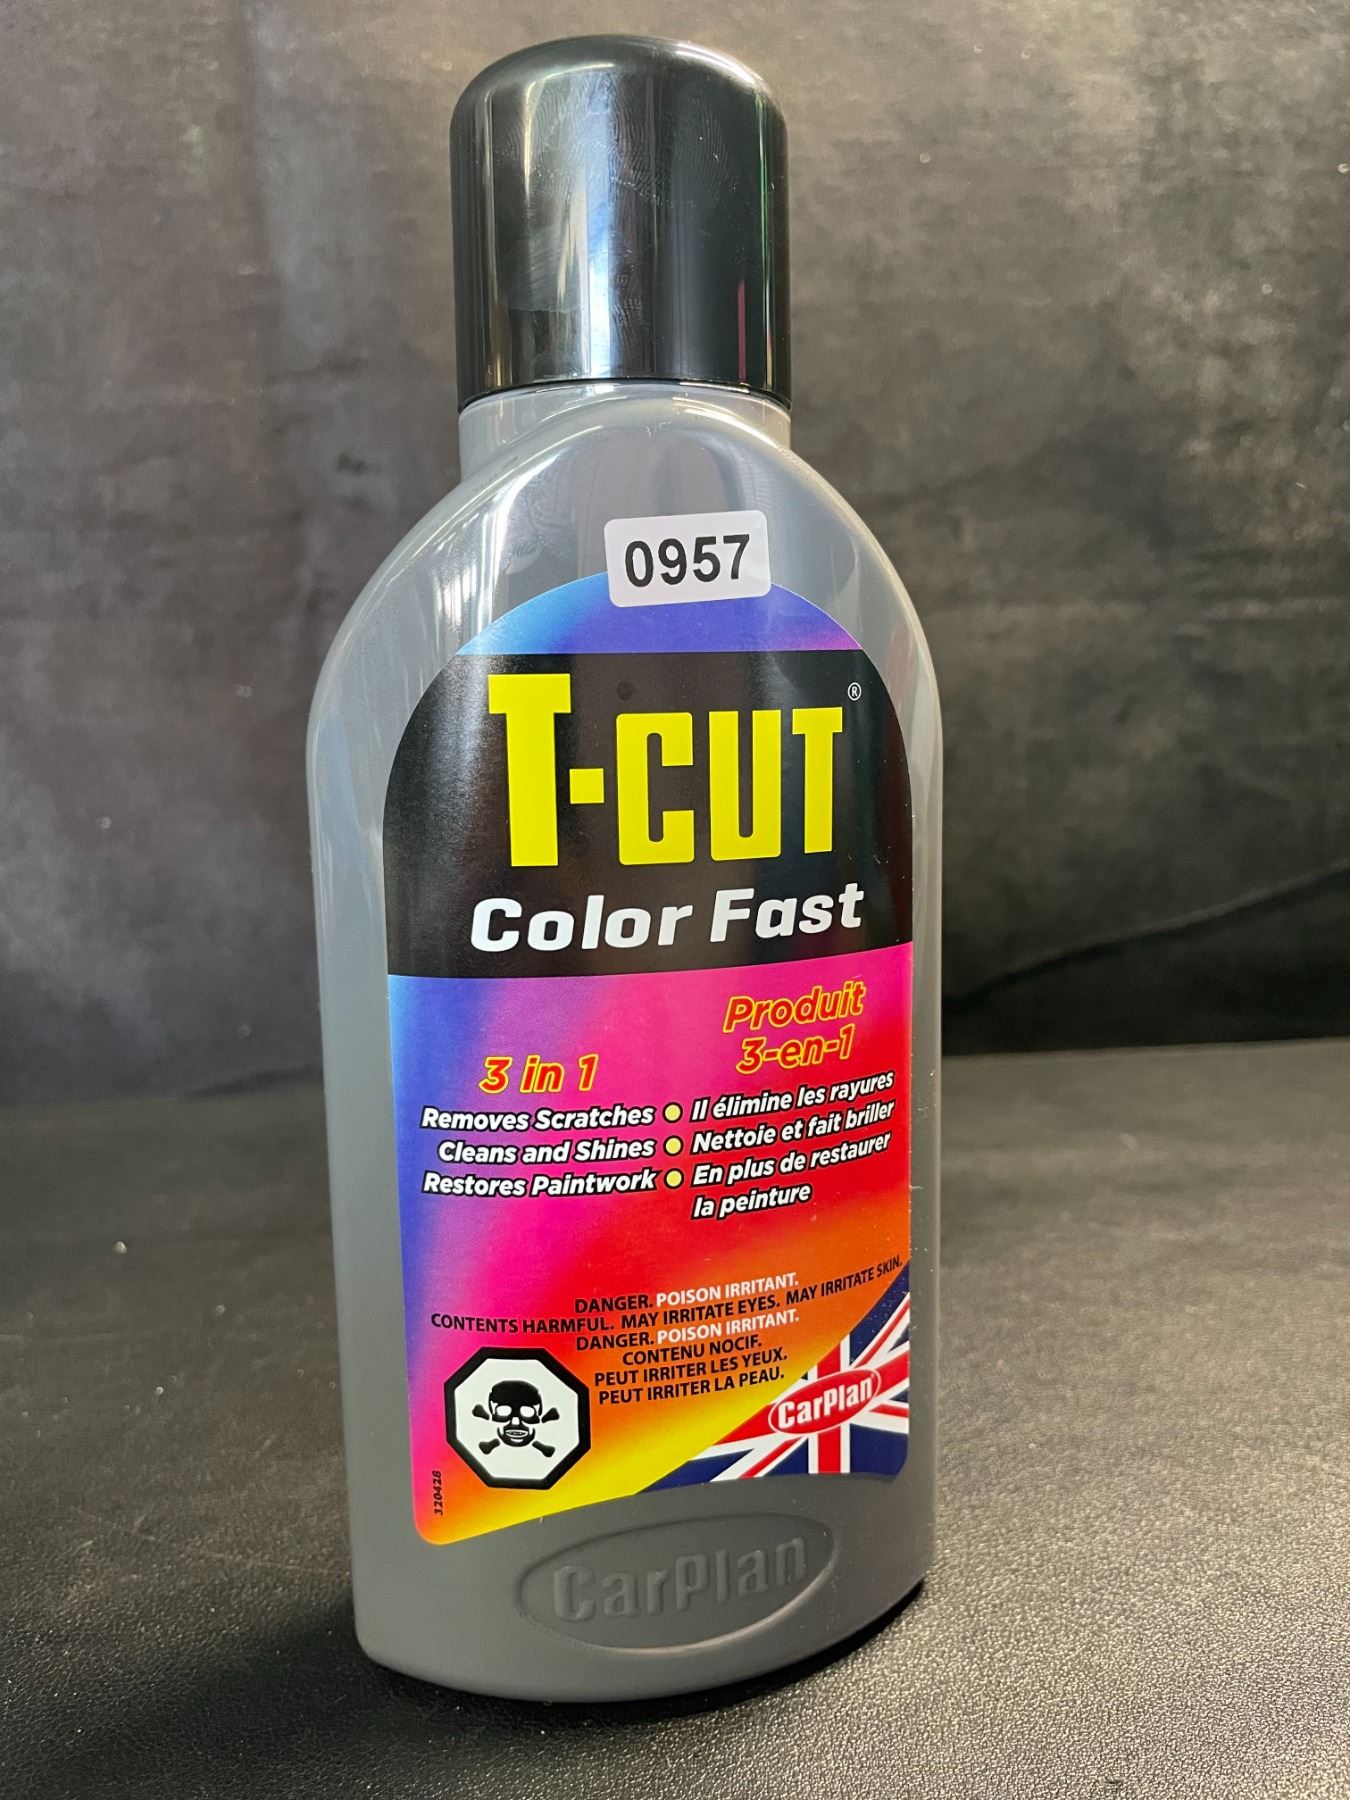 0957
T-CUT®
Color Fast
3 in 1
Removes Scratches
Cleans and Shines
Restores Paintwork
Produit
3-en-1
Il élimine les rayures
Nettoie et fait briller
En plus de restaurer
la peinture
DANGER. POISON IRRITANT.
CONTENTS HARMFUL. MAY IRRITATE EYES. MAY IRRITATE SKIN.
DANGER. POISON IRRITANT.
CONTENU NOCIF.
PEUT IRRITER LES YEUX.
PEUT IRRITER LA PEAU.
CarPlan
320428
CarPlan